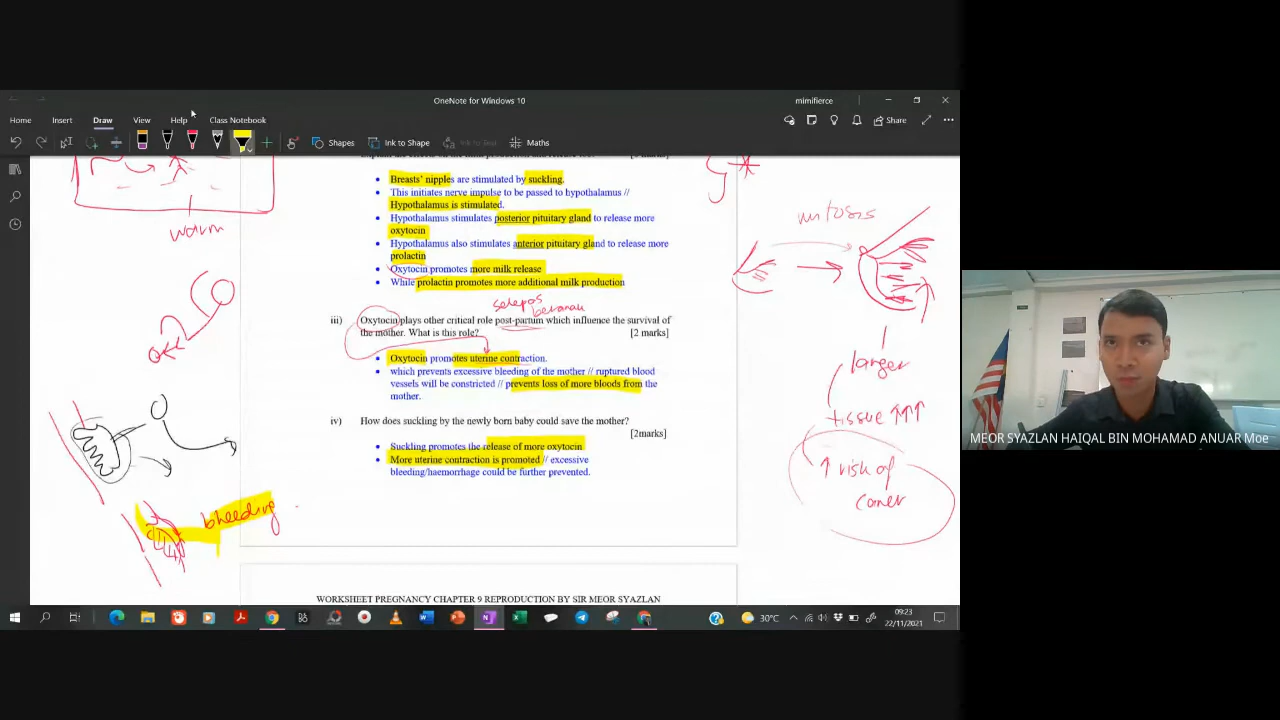 OneNote for Windows 10
mimifierce
Home
Insert
Draw
View
Help
Class Notebook
Share
Shapes
Ink to Shape
Ink to Text
Maths
• Breasts' nipples are stimulated by suckling.
• This initiates nerve impulse to be passed to hypothalamus //
Hypothalamus is stimulated.
• Hypothalamus stimulates posterior pituitary gland to release more
oxytocin
• Hypothalamus also stimulates anterior pituitary gland to release more
prolactin
• Oxytocin promotes more milk release
• While prolactin promotes more additional milk production
selepas
beranak
iii) Oxytocin plays other critical role post-partum which influence the survival of
the mother. What is this role? [2 marks]
• Oxytocin promotes uterine contraction.
• which prevents excessive bleeding of the mother // ruptured blood
vessels will be constricted // prevents loss of more bloods from the
mother.
iv) How does suckling by the newly born baby could save the mother?
[2marks]
• Suckling promotes the release of more oxytocin
• More uterine contraction is promoted // excessive
bleeding/haemorrhage could be further prevented.
WORKSHEET PREGNANCY CHAPTER 9 REPRODUCTION BY SIR MEOR SYAZLAN
warm
bleeding
mitosis
larger
tissue ↑↑↑
↑ risk of
cancer
MEOR SYAZLAN HAIQAL BIN MOHAMAD ANUAR Moe
30°C
09:23
22/11/2021